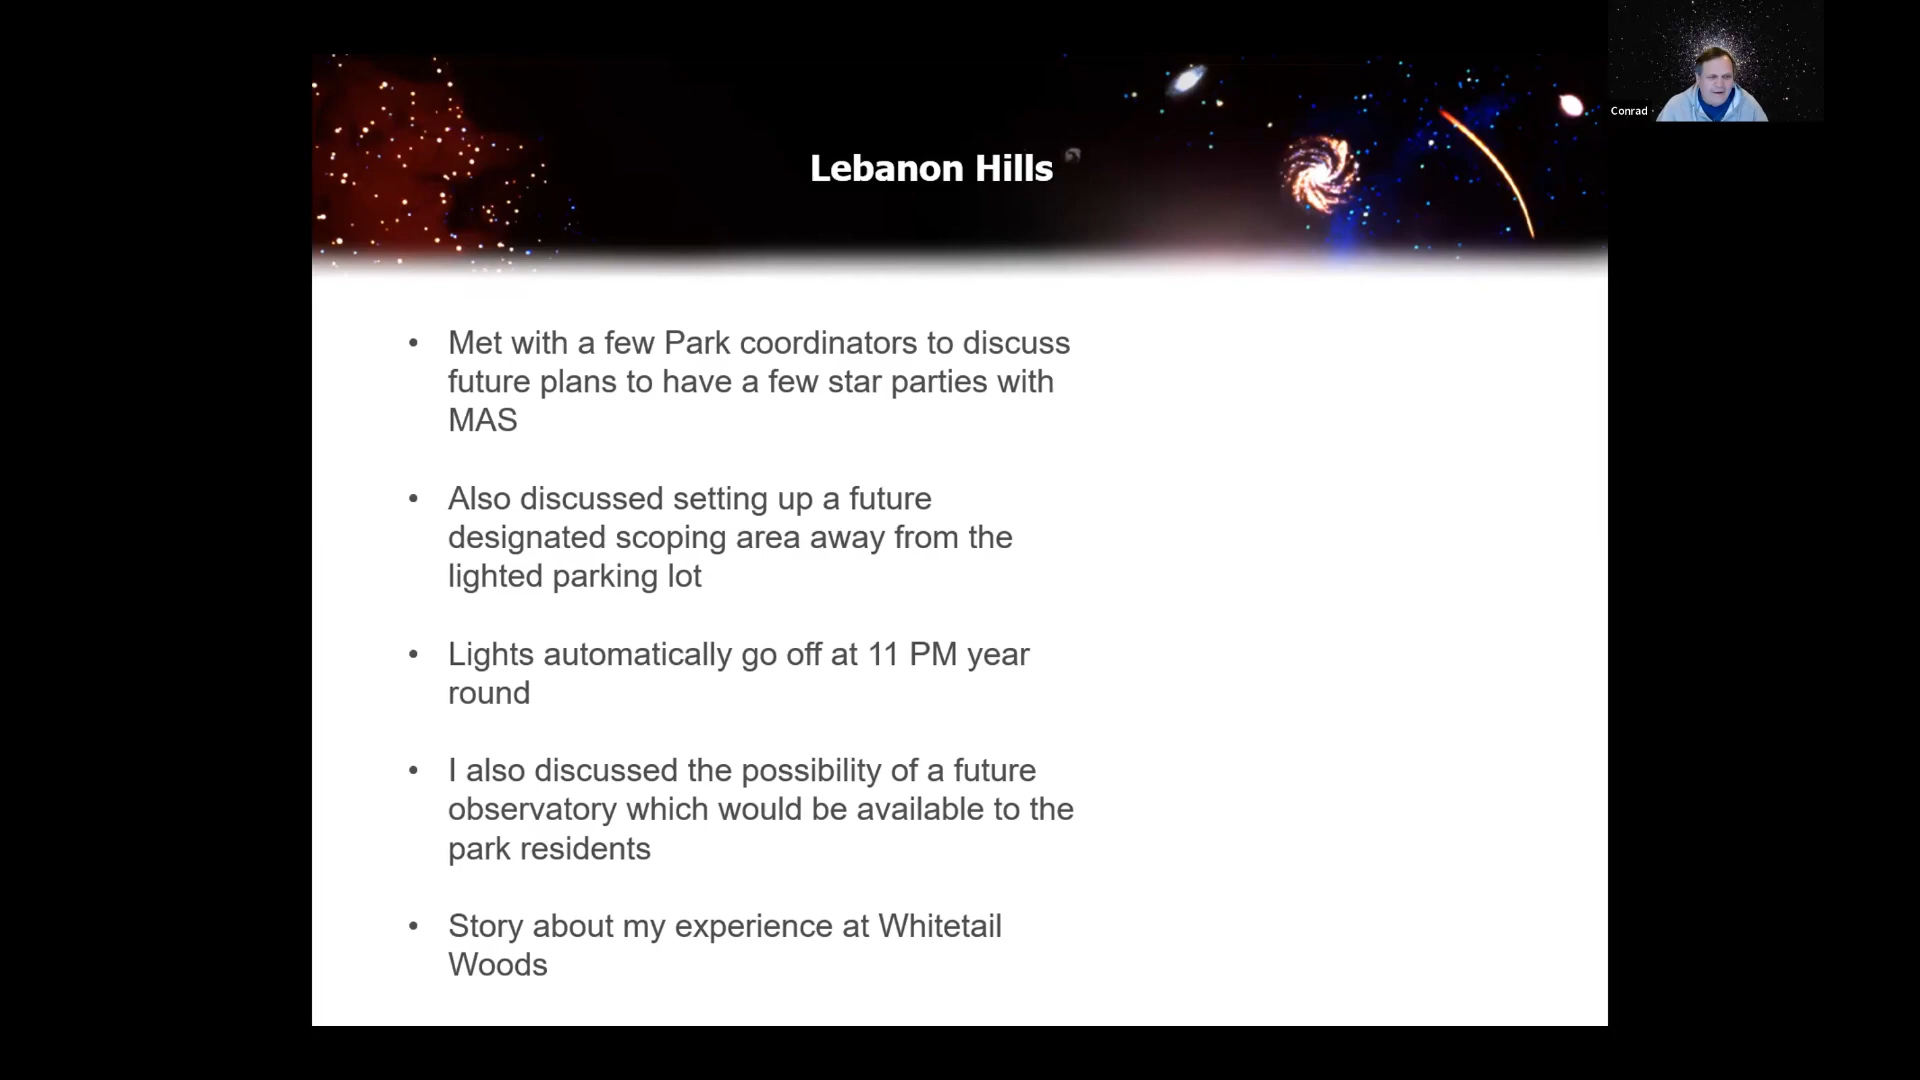 Lebanon Hills
Conrad
• Met with a few Park coordinators to discuss
future plans to have a few star parties with
MAS
• Also discussed setting up a future
designated scoping area away from the
lighted parking lot
• Lights automatically go off at 11 PM year
round
• I also discussed the possibility of a future
observatory which would be available to the
park residents
• Story about my experience at Whitetail
Woods